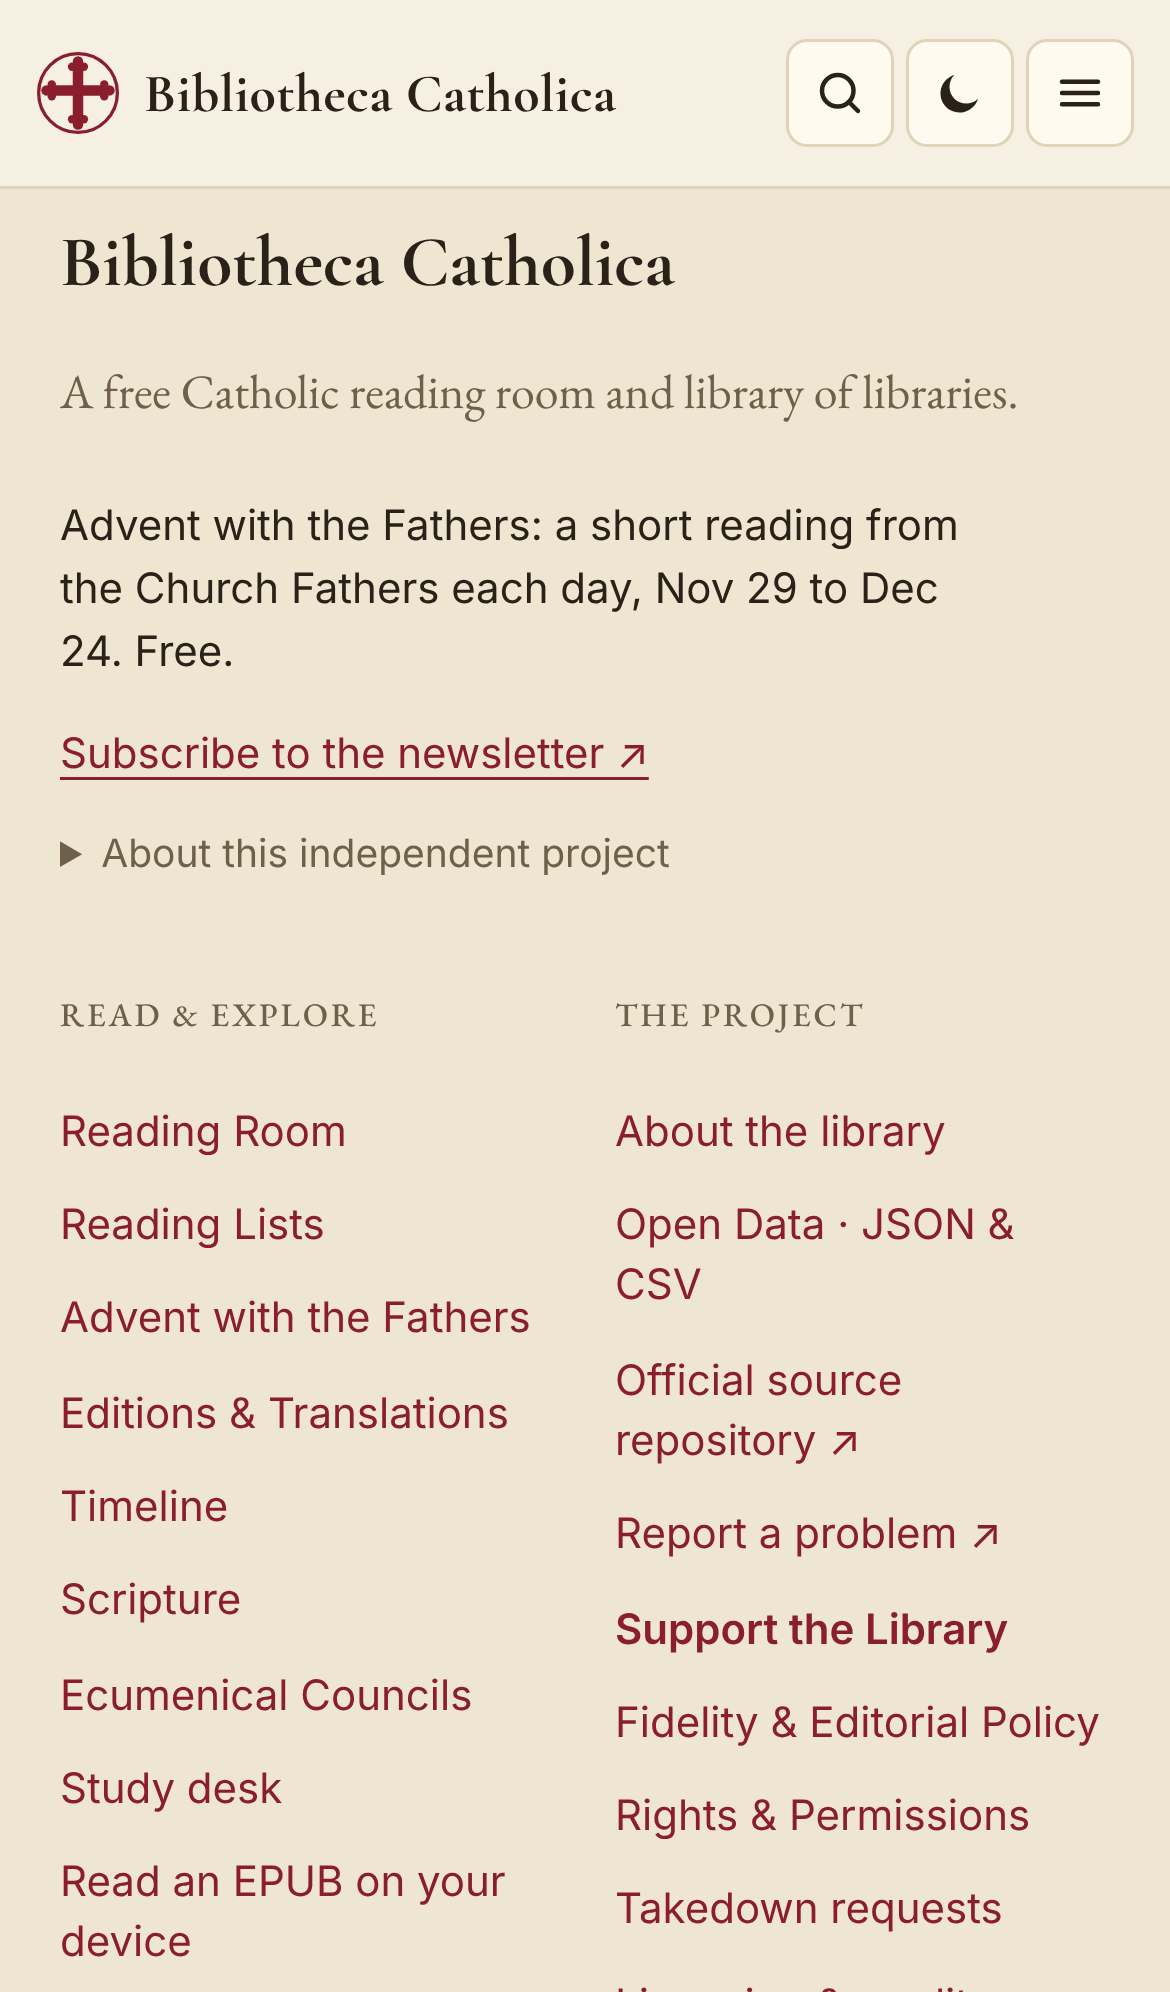 Bibliotheca Catholica
Bibliotheca Catholica
A free Catholic reading room and library of libraries.
Advent with the Fathers: a short reading from
the Church Fathers each day, Nov 29 to Dec
24. Free.
Subscribe to the newsletter ↗
▶ About this independent project
READ & EXPLORE
Reading Room
Reading Lists
Advent with the Fathers
Editions & Translations
Timeline
Scripture
Ecumenical Councils
Study desk
Read an EPUB on your
device
THE PROJECT
About the library
Open Data · JSON &
CSV
Official source
repository ↗
Report a problem ↗
Support the Library
Fidelity & Editorial Policy
Rights & Permissions
Takedown requests